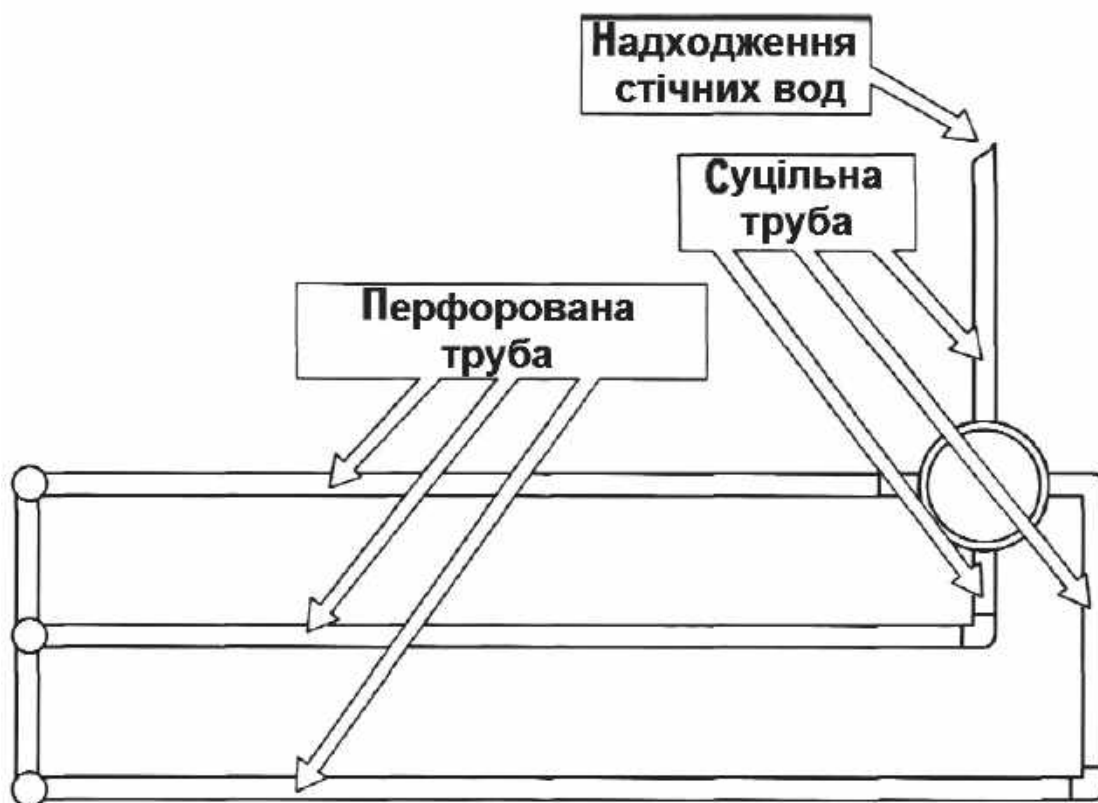 Надходження
стічних вод
Суцільна
труба
Перфорована
труба